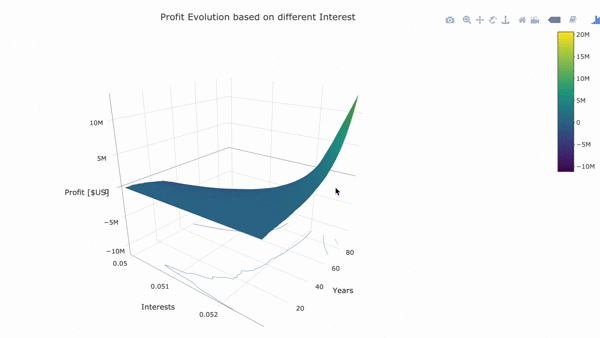 Profit Evolution based on different Interest
20M
15M
10M
5M
0
−5M
−10M
10M
5M
0
−5M
−10M
Profit [$US]
0.05
0.051
0.052
Interests
80
60
40
20
Years